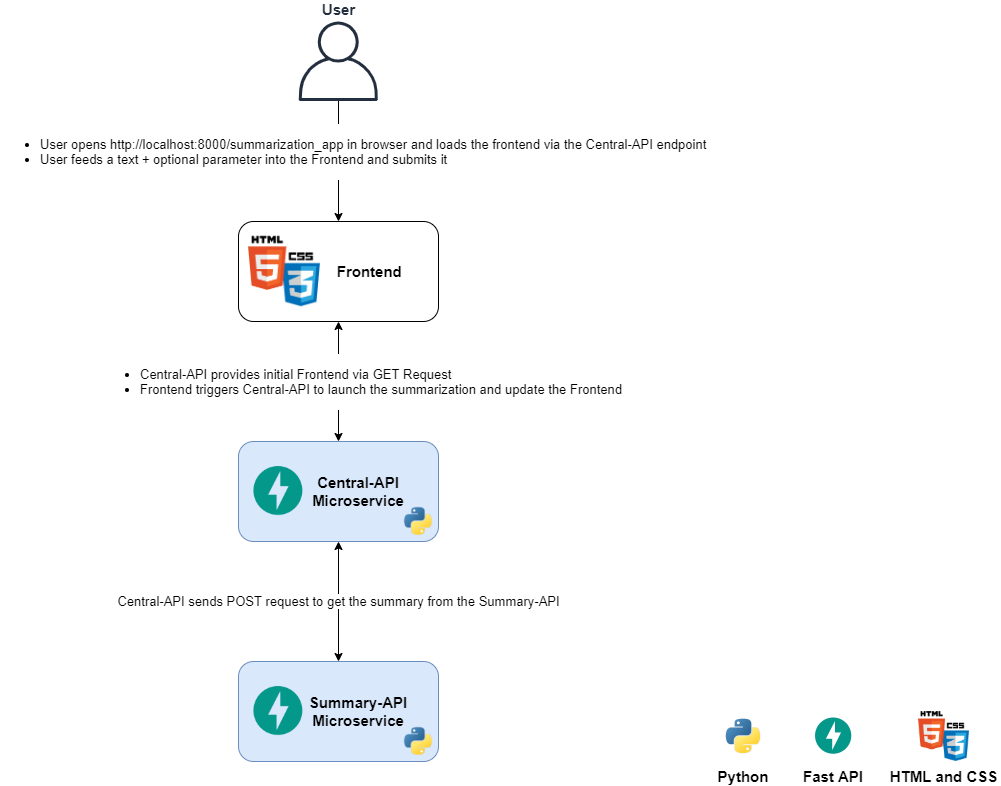 User
User opens http://localhost:8000/summarization_app in browser and loads the frontend via the Central-API endpoint
User feeds a text + optional parameter into the Frontend and submits it
HTML
5
CSS
3
Frontend
Central-API provides initial Frontend via GET Request
Frontend triggers Central-API to launch the summarization and update the Frontend
Central-API
Microservice
Central-API sends POST request to get the summary from the Summary-API
Summary-API
Microservice
HTML
5
CSS
3
Python
Fast API
HTML and CSS